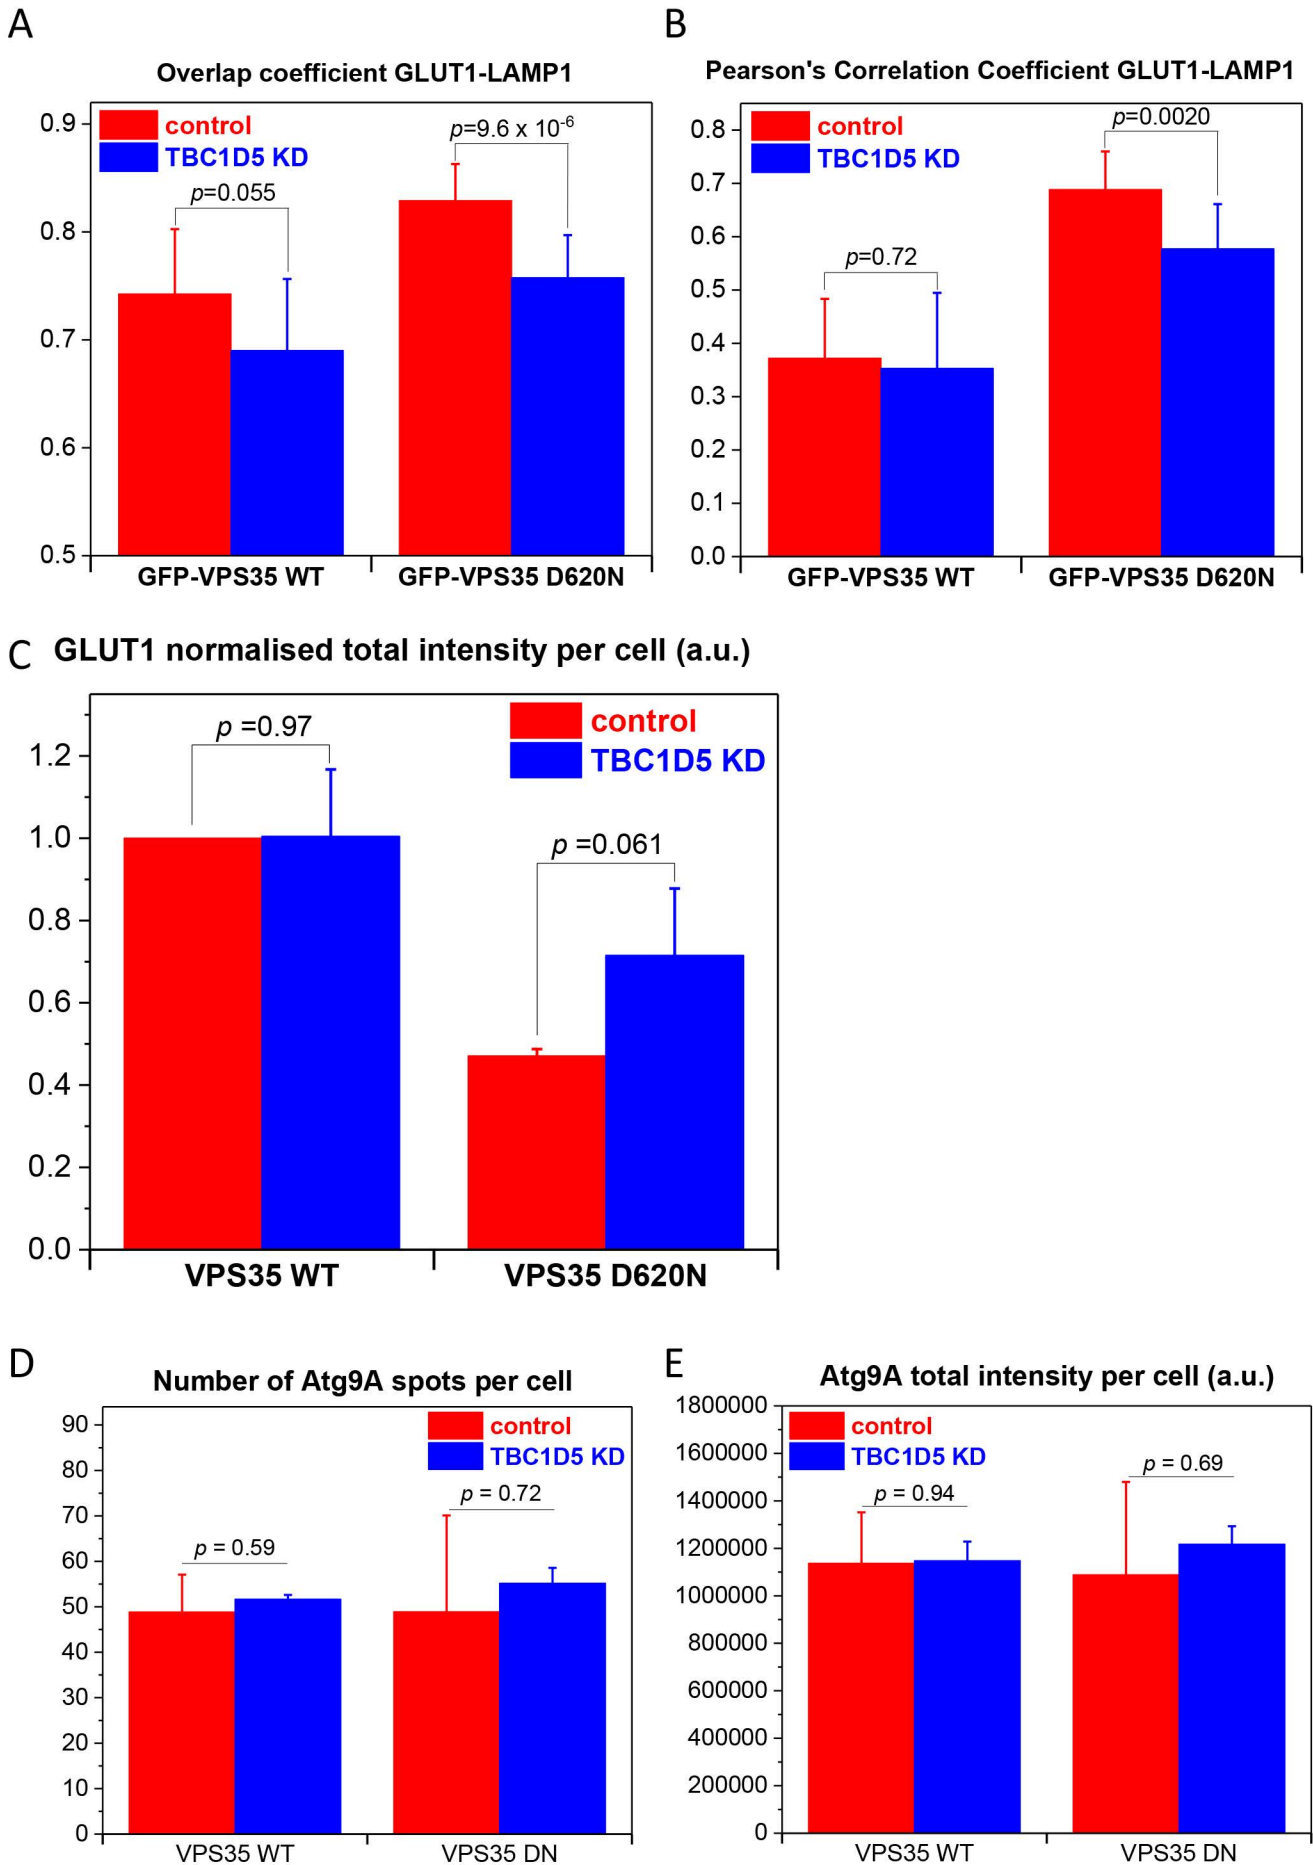 A
Overlap coefficient GLUT1-LAMP1
control
TBC1D5 KD
p=0.055
p=9.6 x 10-6
0.9
0.8
0.7
0.6
0.5
GFP-VPS35 WT
GFP-VPS35 D620N
B
Pearson's Correlation Coefficient GLUT1-LAMP1
control
TBC1D5 KD
p=0.72
p=0.0020
0.8
0.7
0.6
0.5
0.4
0.3
0.2
0.1
0.0
GFP-VPS35 WT
GFP-VPS35 D620N
C
GLUT1 normalised total intensity per cell (a.u.)
control
TBC1D5 KD
p =0.97
p =0.061
1.2
1.0
0.8
0.6
0.4
0.2
0.0
VPS35 WT
VPS35 D620N
D
Number of Atg9A spots per cell
control
TBC1D5 KD
p = 0.59
p = 0.72
90
80
70
60
50
40
30
20
10
0
VPS35 WT
VPS35 DN
E
Atg9A total intensity per cell (a.u.)
control
TBC1D5 KD
p = 0.94
p = 0.69
1800000
1600000
1400000
1200000
1000000
800000
600000
400000
200000
0
VPS35 WT
VPS35 DN